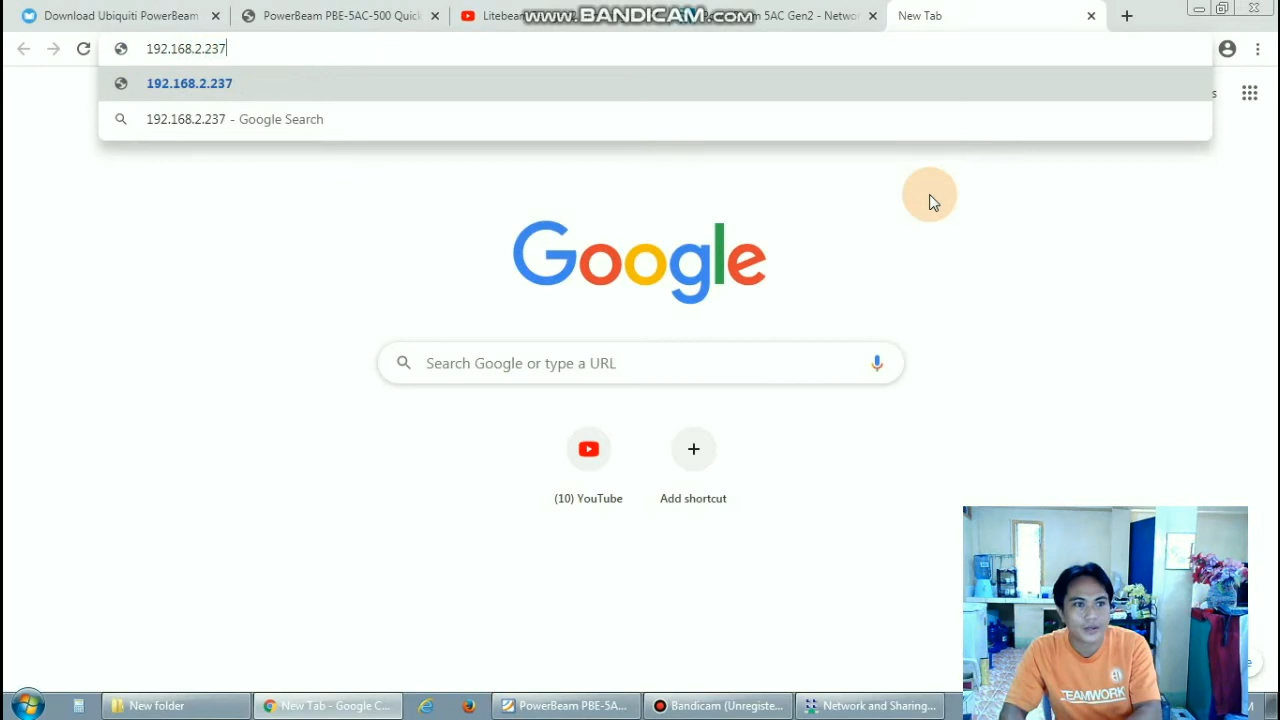 Download Ubiquiti PowerBeam
PowerBeam PBE-5AC-500 Quick
Litebea
www.BANDICAM.com
5AC Gen2 - Networ
New Tab
192.168.2.237
192.168.2.237
192.168.2.237 - Google Search
s
Google
Search Google or type a URL
(10) YouTube
Add shortcut
TEAMWORK
e
New folder
New Tab - Google C...
PowerBeam PBE-5A...
Bandicam (Unregiste...
Network and Sharing...
M